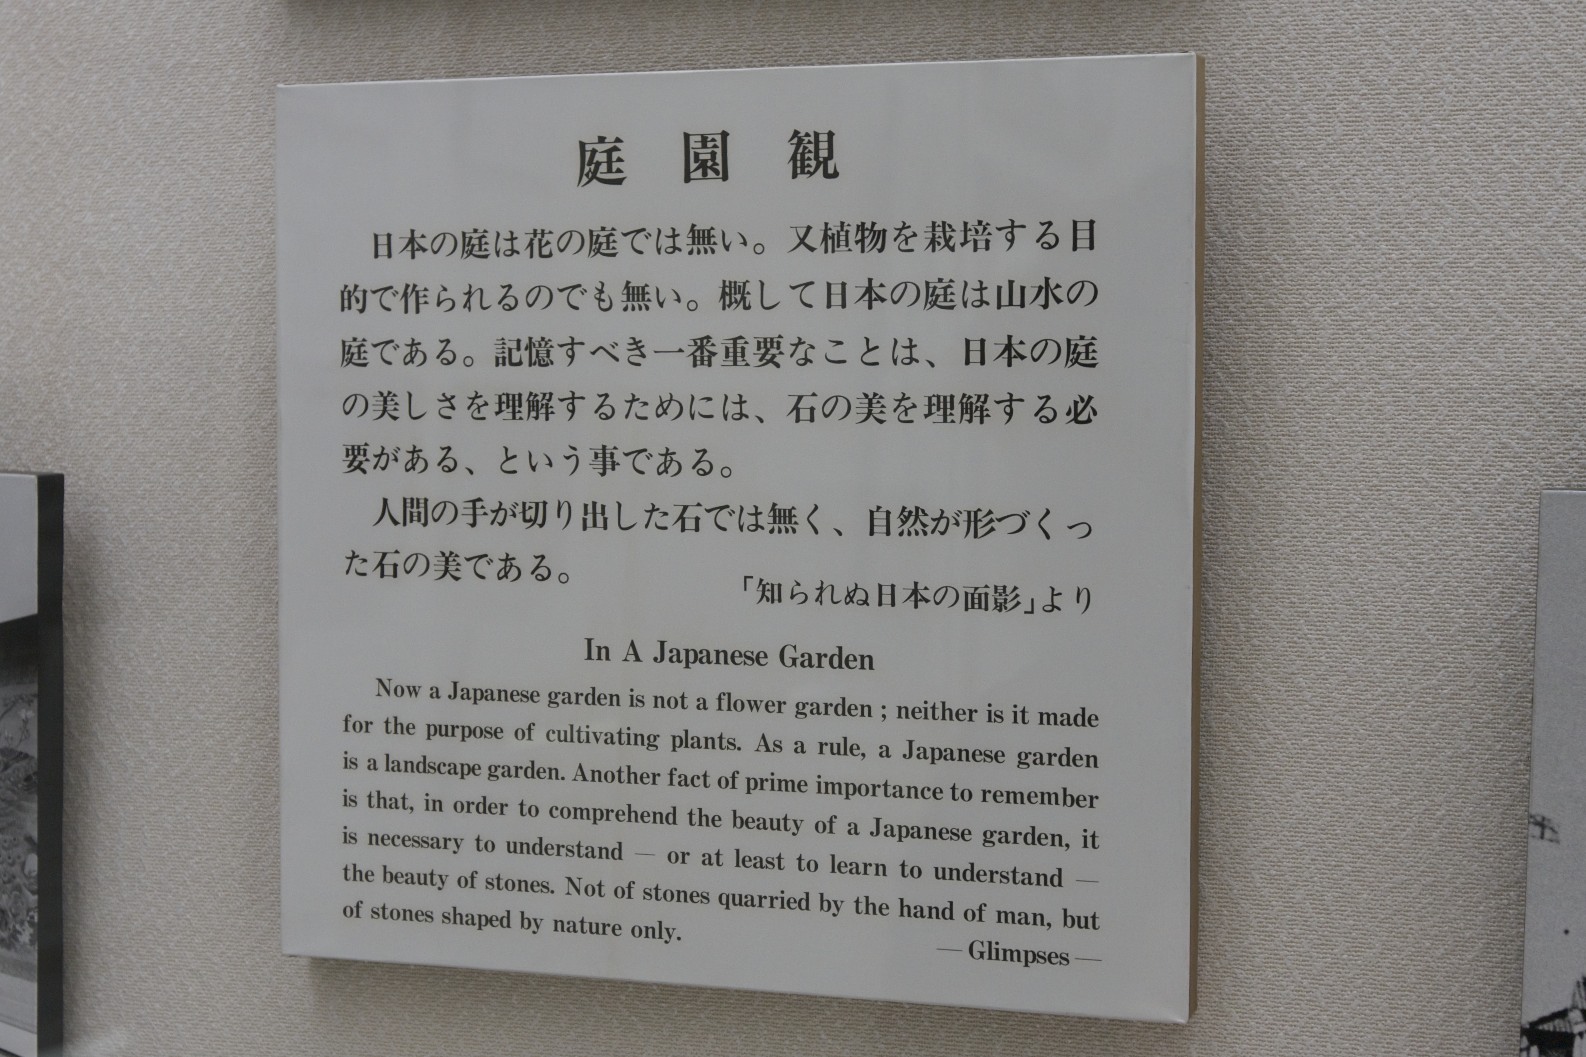 庭園観
日本の庭は花の庭では無い。又植物を栽培する目
的で作られるのでも無い。概して日本の庭は山水の
庭である。記憶すべき一番重要なことは、日本の庭
の美しさを理解するためには、石の美を理解する必
要がある、という事である。
人間の手が切り出した石では無く、自然が形づくっ
た石の美である。
「知られぬ日本の面影」より
In A Japanese Garden
Now a Japanese garden is not a flower garden ; neither is it made
for the purpose of cultivating plants. As a rule, a Japanese garden
is a landscape garden. Another fact of prime importance to remember
is that, in order to comprehend the beauty of a Japanese garden, it
is necessary to understand — or at least to learn to understand —
the beauty of stones. Not of stones quarried by the hand of man, but
of stones shaped by nature only.
— Glimpses —